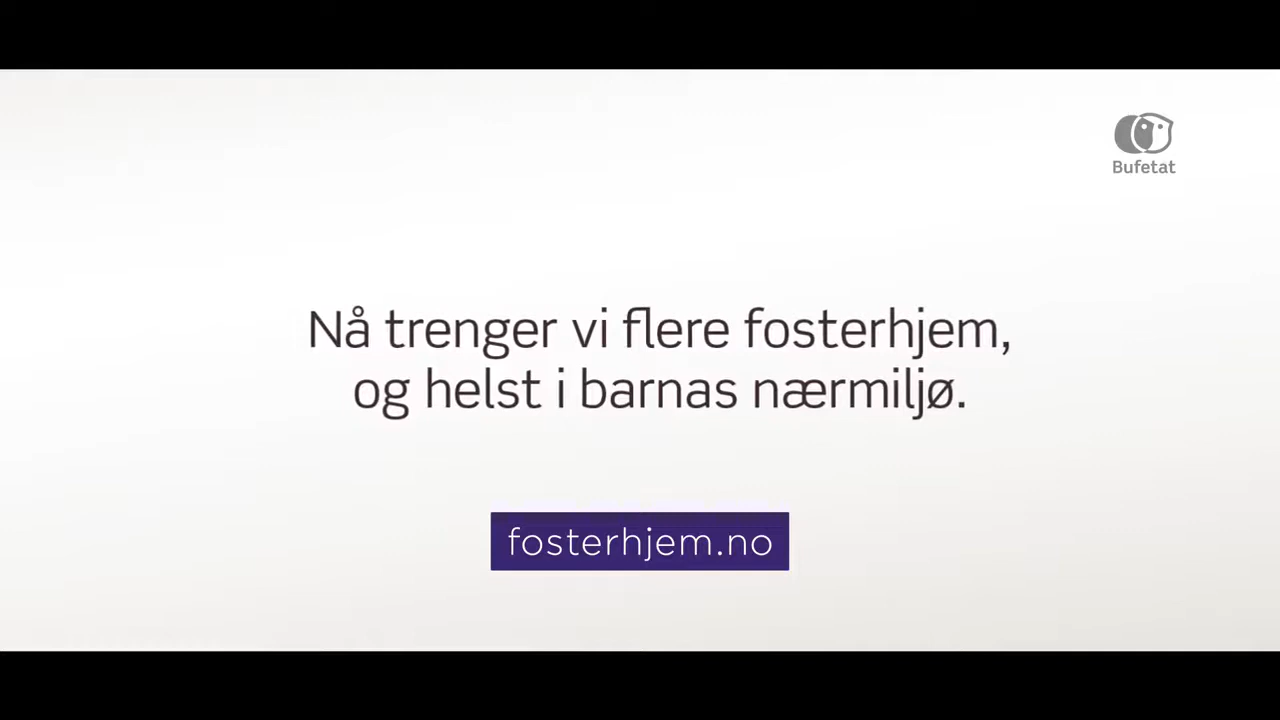 Bufetat
Nå trenger vi flere fosterhjem,
og helst i barnas nærmiljø.
fosterhjem.no